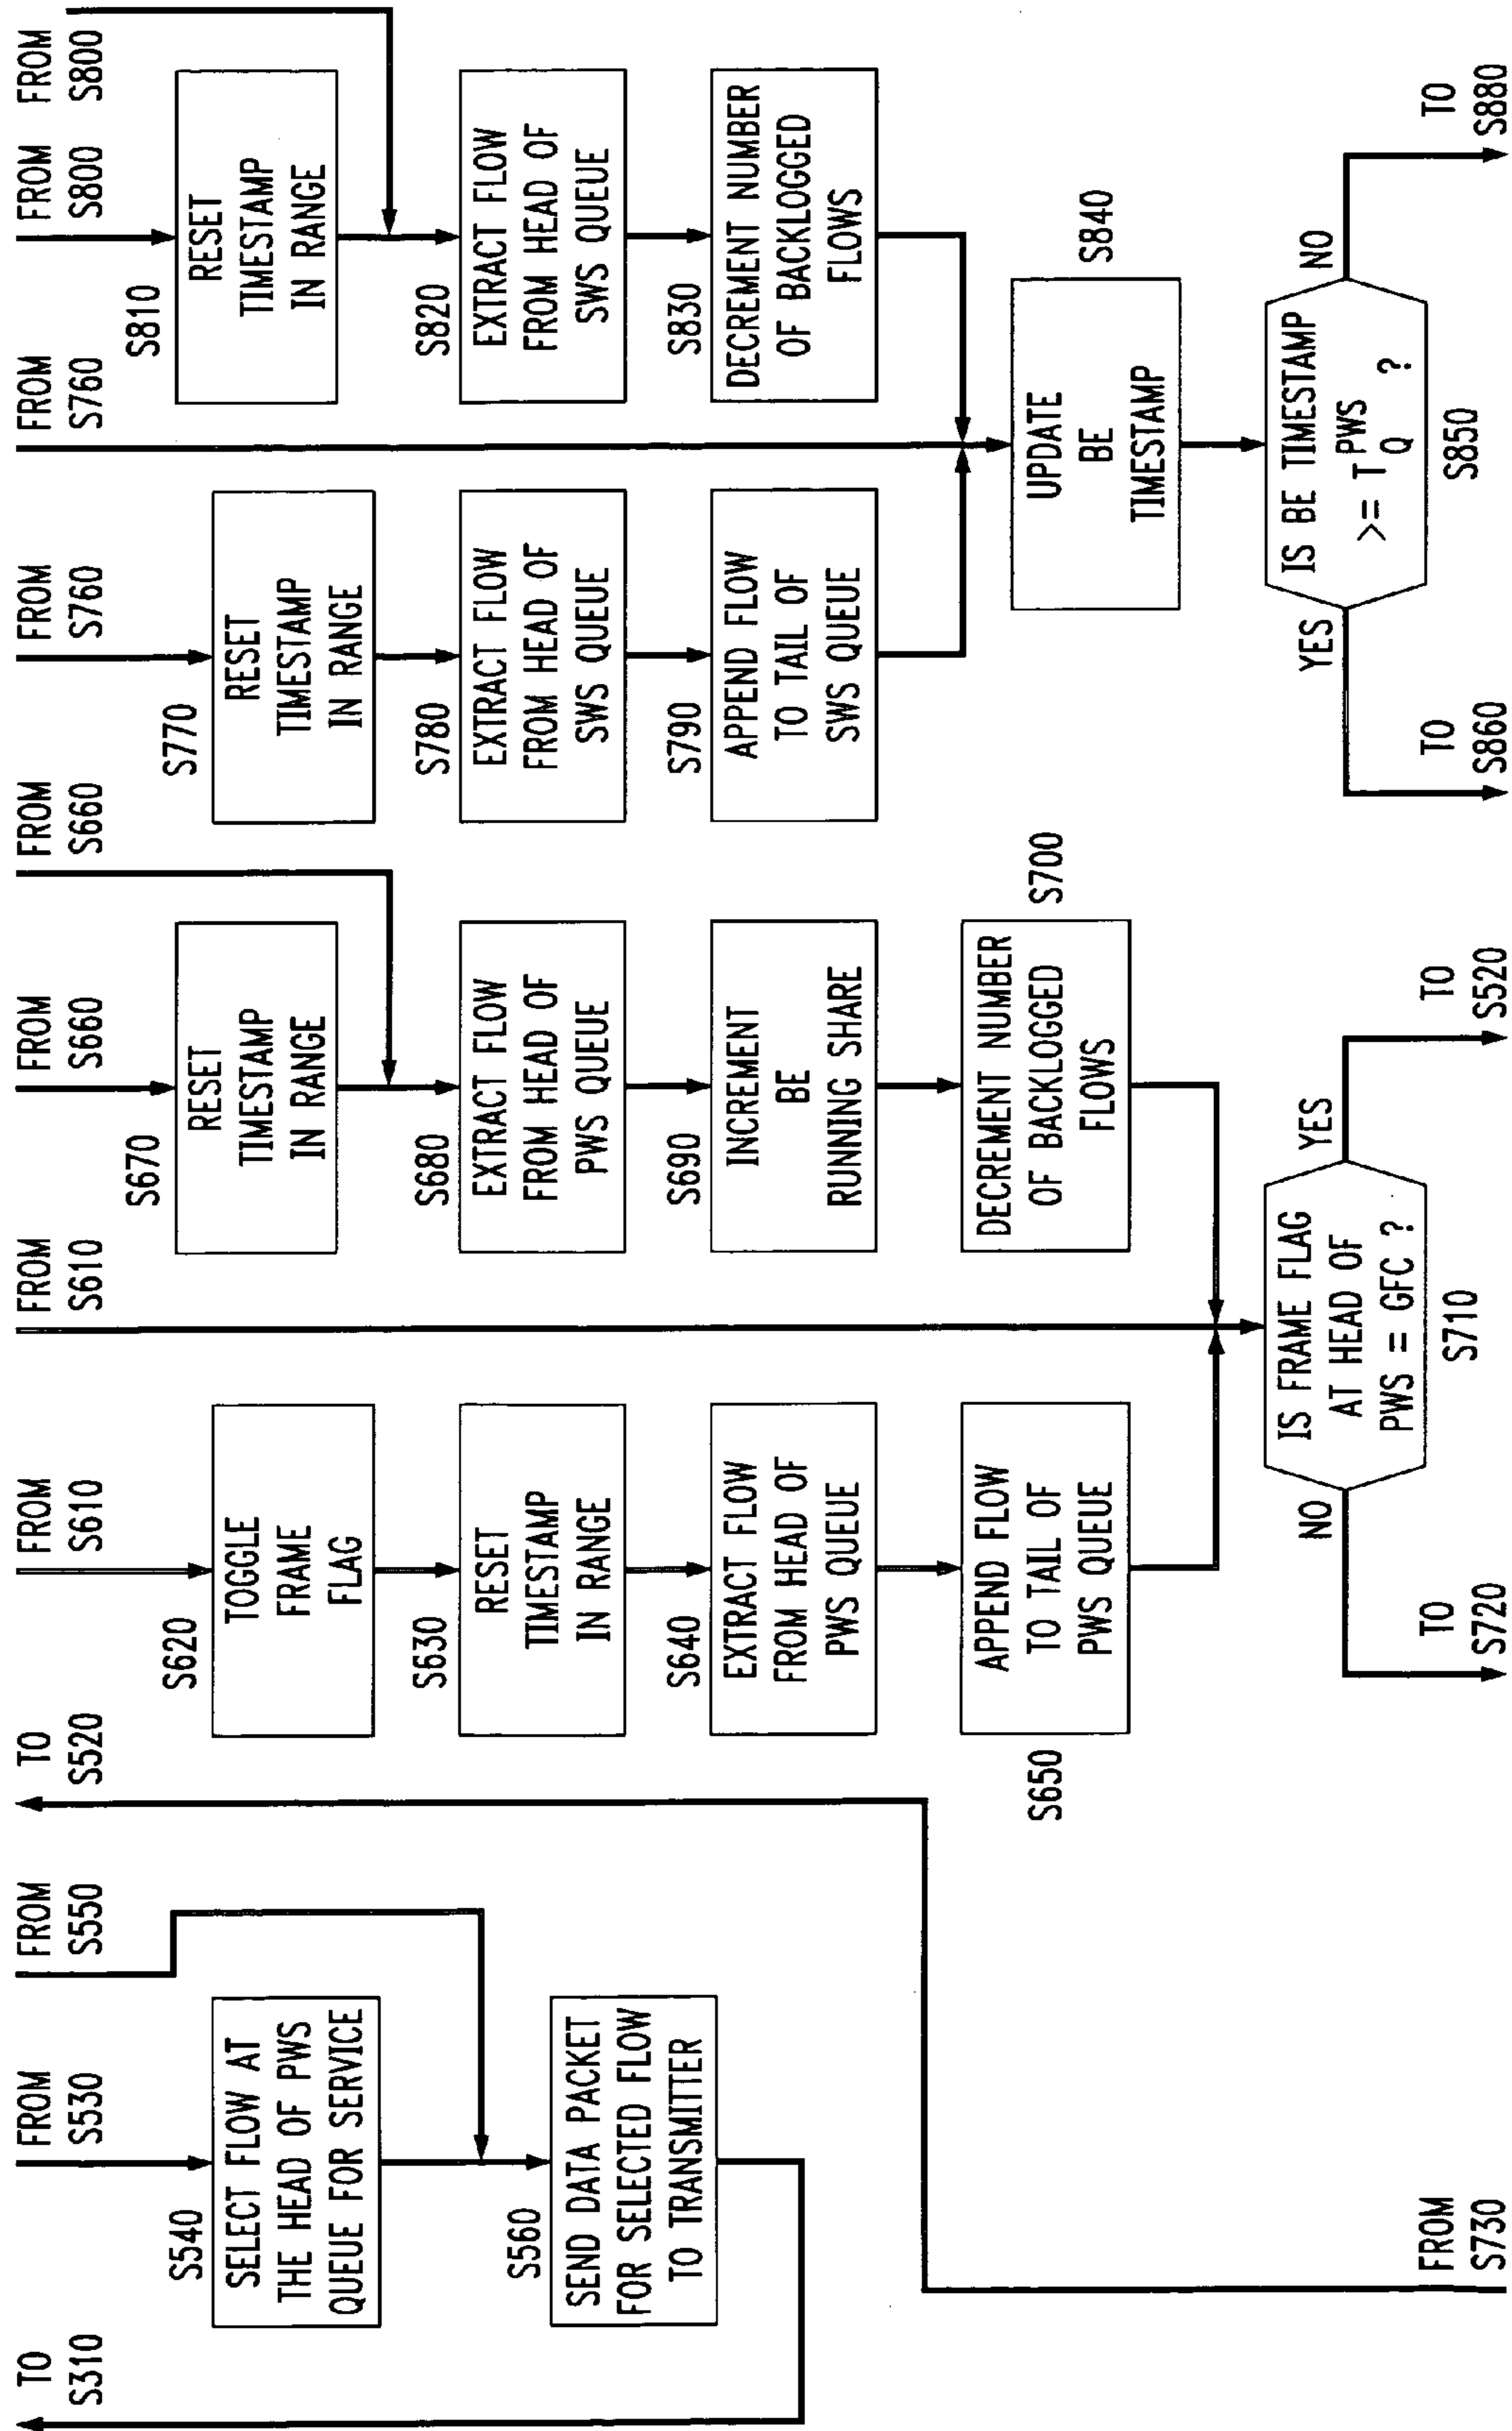 TO
S310
FROM
S530
FROM
S550
S540
SELECT FLOW AT
THE HEAD OF PWS
QUEUE FOR SERVICE
S560
SEND DATA PACKET
FOR SELECTED FLOW
TO TRANSMITTER
FROM
S730
TO
S520
FROM
S610
S620
TOGGLE
FRAME
FLAG
S630
RESET
TIMESTAMP
IN RANGE
S640
EXTRACT FLOW
FROM HEAD OF
PWS QUEUE
S650
APPEND FLOW
TO TAIL OF
PWS QUEUE
FROM
S610
FROM
S660
FROM
S660
S670
RESET
TIMESTAMP
IN RANGE
S680
EXTRACT FLOW
FROM HEAD OF
PWS QUEUE
S690
INCREMENT
BE
RUNNING SHARE
S700
DECREMENT NUMBER
OF BACKLOGGED
FLOWS
IS FRAME FLAG
AT HEAD OF
PWS = GFC ?
S710
NO
TO
S720
YES
TO
S520
FROM
S760
S770
RESET
TIMESTAMP
IN RANGE
S780
EXTRACT FLOW
FROM HEAD OF
SWS QUEUE
S790
APPEND FLOW
TO TAIL OF
SWS QUEUE
FROM
S760
FROM
S800
FROM
S800
S810
RESET
TIMESTAMP
IN RANGE
S820
EXTRACT FLOW
FROM HEAD OF
SWS QUEUE
S830
DECREMENT NUMBER
OF BACKLOGGED
FLOWS
S840
UPDATE
BE
TIMESTAMP
IS BE TIMESTAMP
>= T PWS Q ?
S850
YES
TO
S860
NO
TO
S880